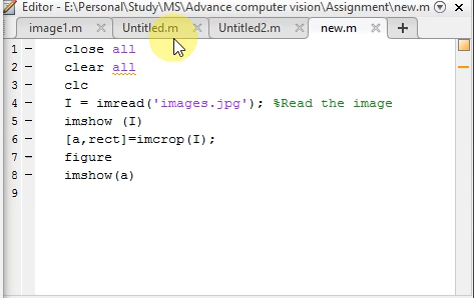 Editor - E:\Personal\Study\MS\Advance computer vision\Assignment\new.m
image1.m Untitled.m Untitled2.m new.m
1 close all
2 clear all
3 clc
4 I = imread('images.jpg'); %Read the image
5 imshow (I)
6 [a,rect]=imcrop(I);
7 figure
8 imshow(a)
9